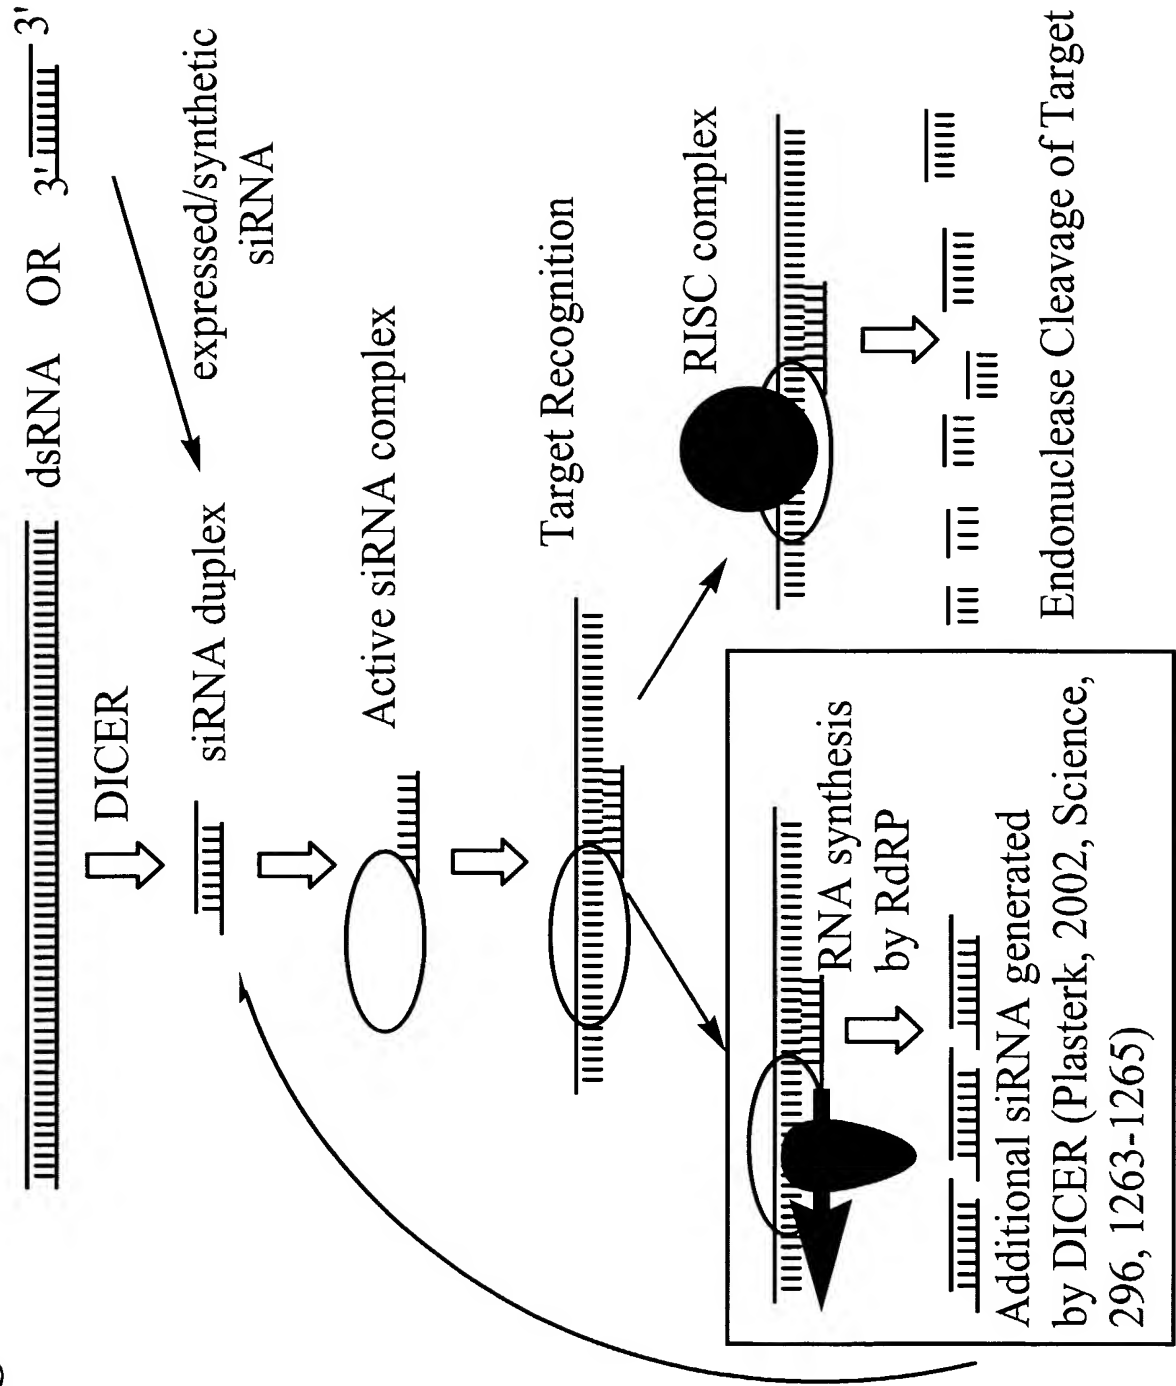 dsRNA OR 3' 3'
DICER
expressed/synthetic
siRNA
siRNA duplex
Active siRNA complex
Target Recognition
RISC complex
RNA synthesis
by RdRP
Additional siRNA generated
by DICER (Plasterk, 2002, Science,
296, 1263-1265)
Endonuclease Cleavage of Target